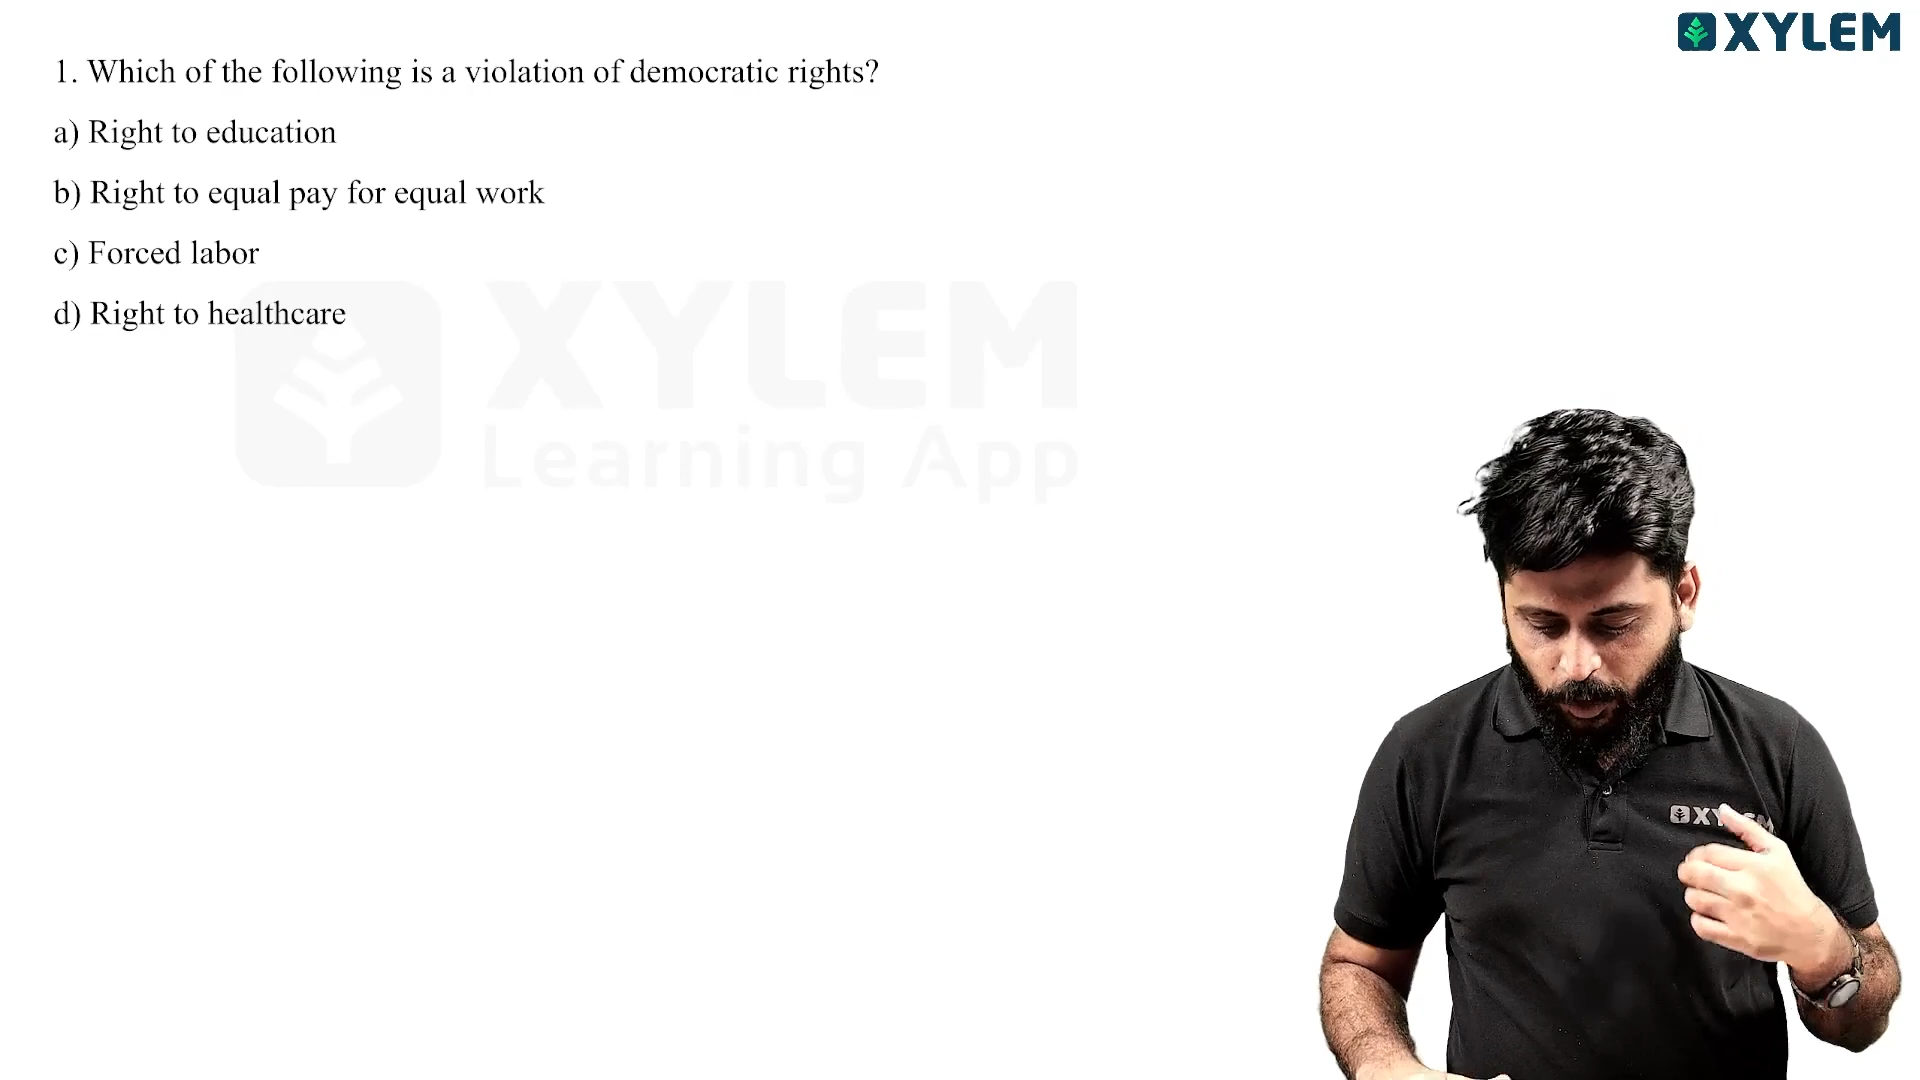 XYLEM
1. Which of the following is a violation of democratic rights?
a) Right to education
b) Right to equal pay for equal work
c) Forced labor
d) Right to healthcare
XYLEM
Learning App